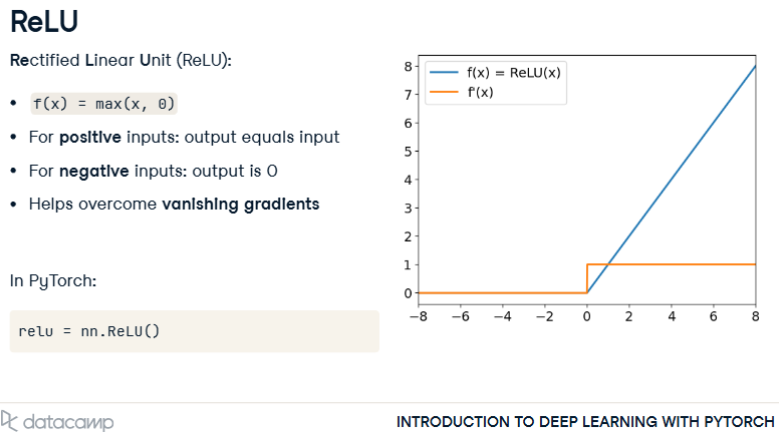 ReLU
Rectified Linear Unit (ReLU):
• f(x) = max(x, 0)
• For positive inputs: output equals input
• For negative inputs: output is 0
• Helps overcome vanishing gradients
In PyTorch:
relu = nn.ReLU()
f(x) = ReLU(x)
f'(x)
8
7
6
5
4
3
2
1
0
−8 −6 −4 −2 0 2 4 6 8
datacamp
INTRODUCTION TO DEEP LEARNING WITH PYTORCH